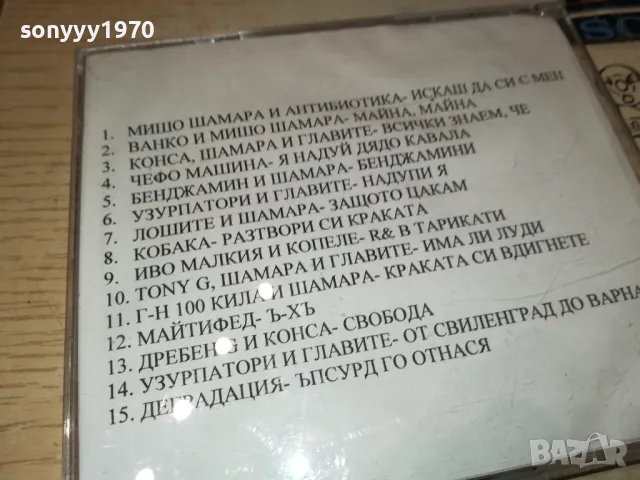 sonyyy1970
1. МИШО ШАМАРА И АНТИБИОТИКА- ИСКАШ ДА СИ С МЕН
2. ВАНКО И МИШО ШАМАРА- МАЙНА, МАЙНА
3. КОНСА, ШАМАРА И ГЛАВИТЕ- ВСИЧКИ ЗНАЕМ, ЧЕ
4. ЧЕФО МАШИНА- Я НАДУЙ ДЯДО КАВАЛА
5. БЕНДЖАМИН И ШАМАРА- БЕНДЖАМИНИ
6. УЗУРПАТОРИ И ГЛАВИТЕ- НАДУПИ Я
7. ЛОШИТЕ И ШАМАРА- ЗАЩОТО ЦАКАМ
8. КОБАКА- РАЗТВОРИ СИ КРАКАТА
9. ИВО МАЛКИЯ И КОПЕЛЕ- R& В ТАРИКАТИ
10. TONY G, ШАМАРА И ГЛАВИТЕ- ИМА ЛИ ЛУДИ
11. Г-Н 100 КИЛА И ШАМАРА- КРАКАТА СИ ВДИГНЕТЕ
12. МАЙТИФЕД- Ъ-ХЪ
13. ДРЕБЕН G И КОНСА- СВОБОДА
14. УЗУРПАТОРИ И ГЛАВИТЕ- ОТ СВИЛЕНГРАД ДО ВАРНА
15. ДЕГРАДАЦИЯ- ЪПСУРД ГО ОТНАСЯ
BAZAR.bg